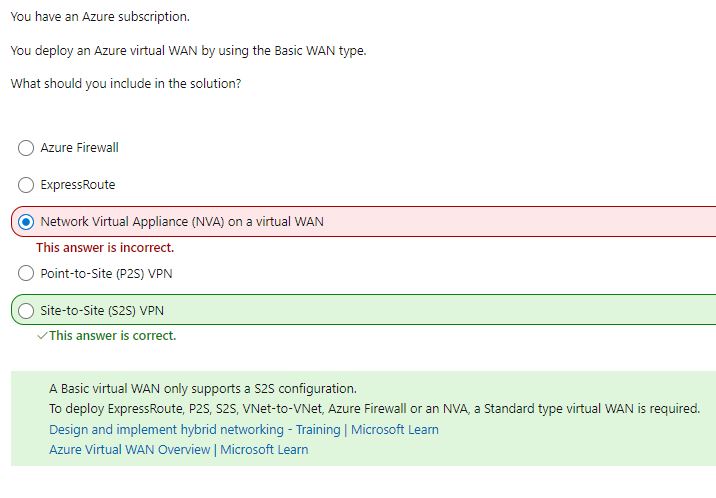 You have an Azure subscription.
You deploy an Azure virtual WAN by using the Basic WAN type.
What should you include in the solution?
Azure Firewall
ExpressRoute
Network Virtual Appliance (NVA) on a virtual WAN
This answer is incorrect.
Point-to-Site (P2S) VPN
Site-to-Site (S2S) VPN
✓This answer is correct.
A Basic virtual WAN only supports a S2S configuration.
To deploy ExpressRoute, P2S, S2S, VNet-to-VNet, Azure Firewall or an NVA, a Standard type virtual WAN is required.
Design and implement hybrid networking - Training | Microsoft Learn
Azure Virtual WAN Overview | Microsoft Learn